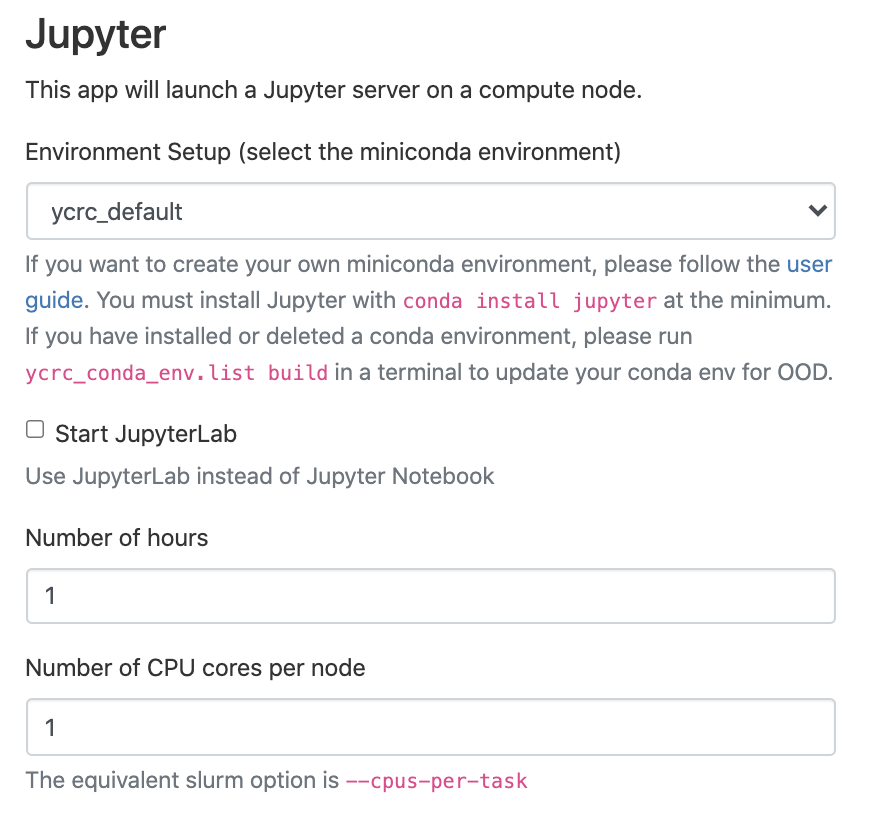 Jupyter
This app will launch a Jupyter server on a compute node.
Environment Setup (select the miniconda environment)
ycrc_default
If you want to create your own miniconda environment, please follow the user
guide. You must install Jupyter with conda install jupyter at the minimum.
If you have installed or deleted a conda environment, please run
ycrc_conda_env.list build in a terminal to update your conda env for OOD.
Start JupyterLab
Use JupyterLab instead of Jupyter Notebook
Number of hours
1
Number of CPU cores per node
1
The equivalent slurm option is --cpus-per-task